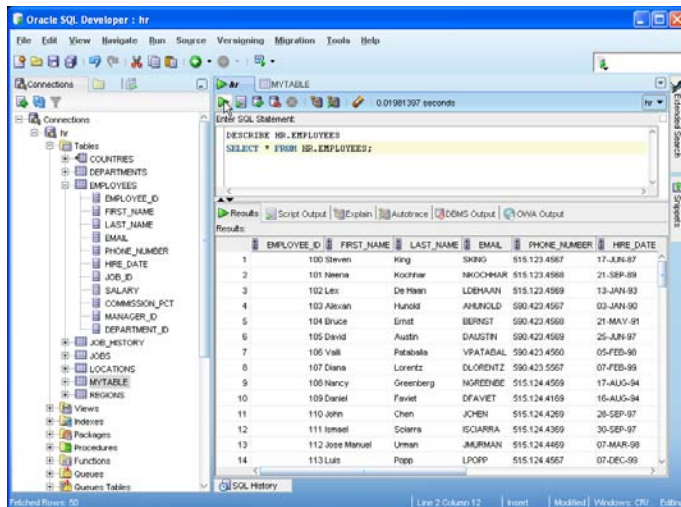 Oracle SQL Developer : hr
File Edit View Navigate Run Source Versioning Migration Tools Help
Connections
hr
MYTABLE
0.01981397 seconds
hr
Enter SQL Statement:
DESCRIBE HR.EMPLOYEES
SELECT * FROM HR.EMPLOYEES;
Connections
hr
Tables
COUNTRIES
DEPARTMENTS
EMPLOYEES
EMPLOYEE_ID
FIRST_NAME
LAST_NAME
EMAIL
PHONE_NUMBER
HIRE_DATE
JOB_ID
SALARY
COMMISSION_PCT
MANAGER_ID
DEPARTMENT_ID
JOB_HISTORY
JOBS
LOCATIONS
MYTABLE
REGIONS
Views
Indexes
Packages
Procedures
Functions
Queues
Queues Tables
Results Script Output Explain Autotrace DBMS Output OWA Output
Results:
EMPLOYEE_ID FIRST_NAME LAST_NAME EMAIL PHONE_NUMBER HIRE_DATE
1 100 Steven King SKING 515.123.4567 17-JUN-87
2 101 Neena Kochhar NKOCHHAR 515.123.4568 21-SEP-89
3 102 Lex De Haan LDEHAAN 515.123.4569 13-JAN-93
4 103 Alexan Hunold AHUNOLD 590.423.4567 03-JAN-90
5 104 Bruce Ernst BERNST 590.423.4568 21-MAY-91
6 105 David Austin DAUSTIN 590.423.4569 25-JUN-97
7 106 Valli Pataballa VPATABAL 590.423.4560 05-FEB-98
8 107 Diana Lorentz DLORENTZ 590.423.5567 07-FEB-99
9 108 Nancy Greenberg NGREENBE 515.124.4569 17-AUG-94
10 109 Daniel Faviet DFAVIET 515.124.4169 16-AUG-94
11 110 John Chen JCHEN 515.124.4269 28-SEP-97
12 111 Ismael Sciarra ISCIARRA 515.124.4369 30-SEP-97
13 112 Jose Manuel Urman JMURMAN 515.124.4469 07-MAR-98
14 113 Luis Popp LPOPP 515.124.4567 07-DEC-99
SQL History
Extended Search
Snippets
Fetched Rows: 50
Line 2 Column 12 Insert Modified Windows: CR/ Editing